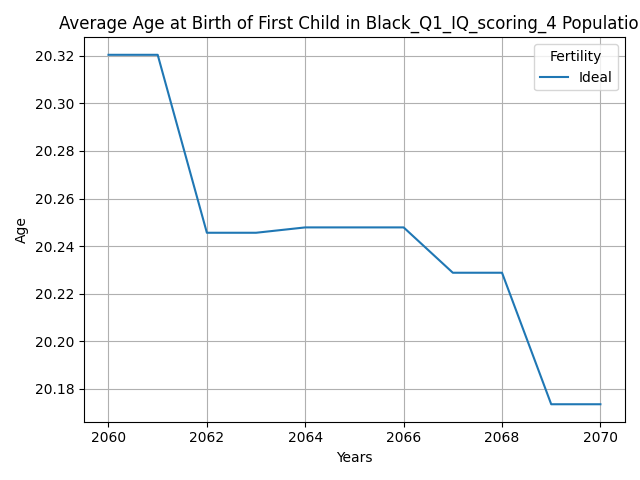 Average Age at Birth of First Child in Black_Q1_IQ_scoring_4 Populatio
Fertility
Ideal
20.32
20.30
20.28
20.26
20.24
20.22
20.20
20.18
Age
2060 2062 2064 2066 2068 2070
Years